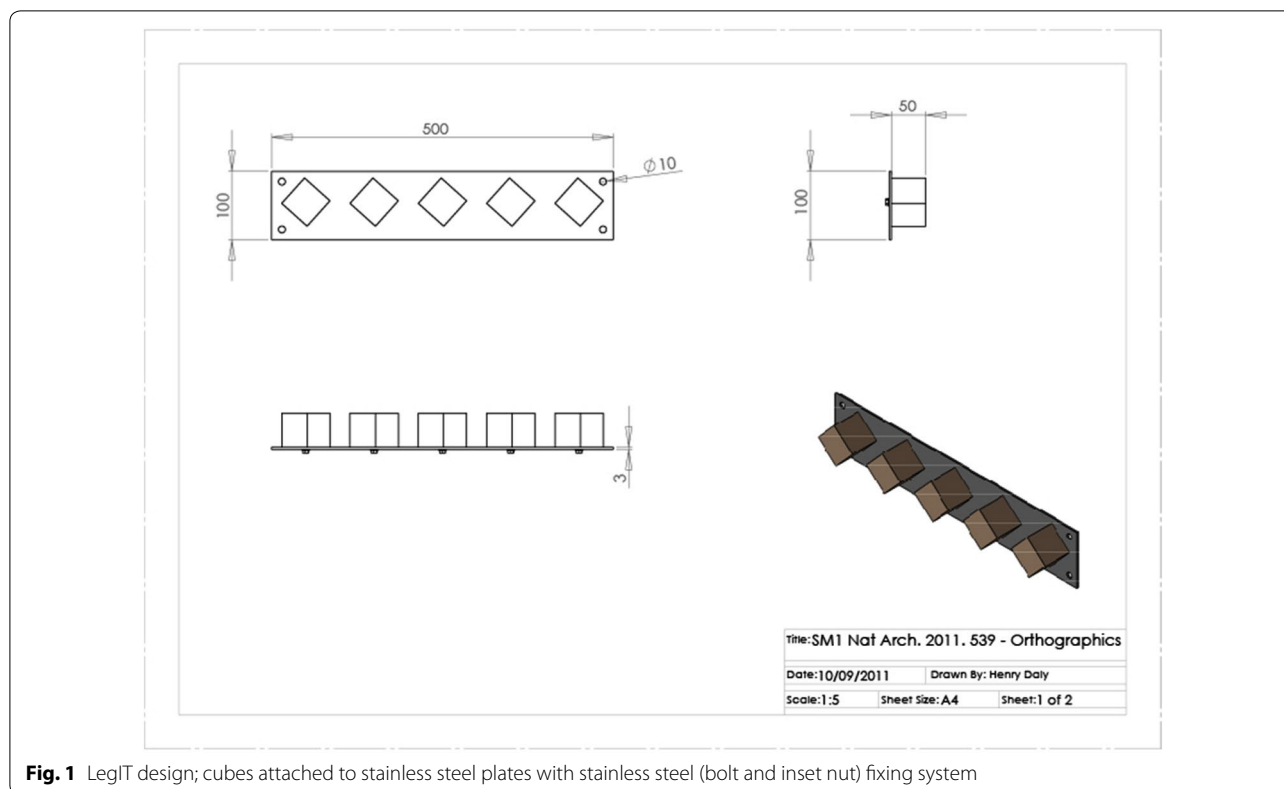 500
Ø10
100
50
100
3
Title: SM1 Nat Arch. 2011. 539 - Orthographics
Date: 10/09/2011 Drawn By: Henry Daly
Scale: 1:5 Sheet Size: A4 Sheet: 1 of 2
Fig. 1 LegIT design; cubes attached to stainless steel plates with stainless steel (bolt and inset nut) fixing system